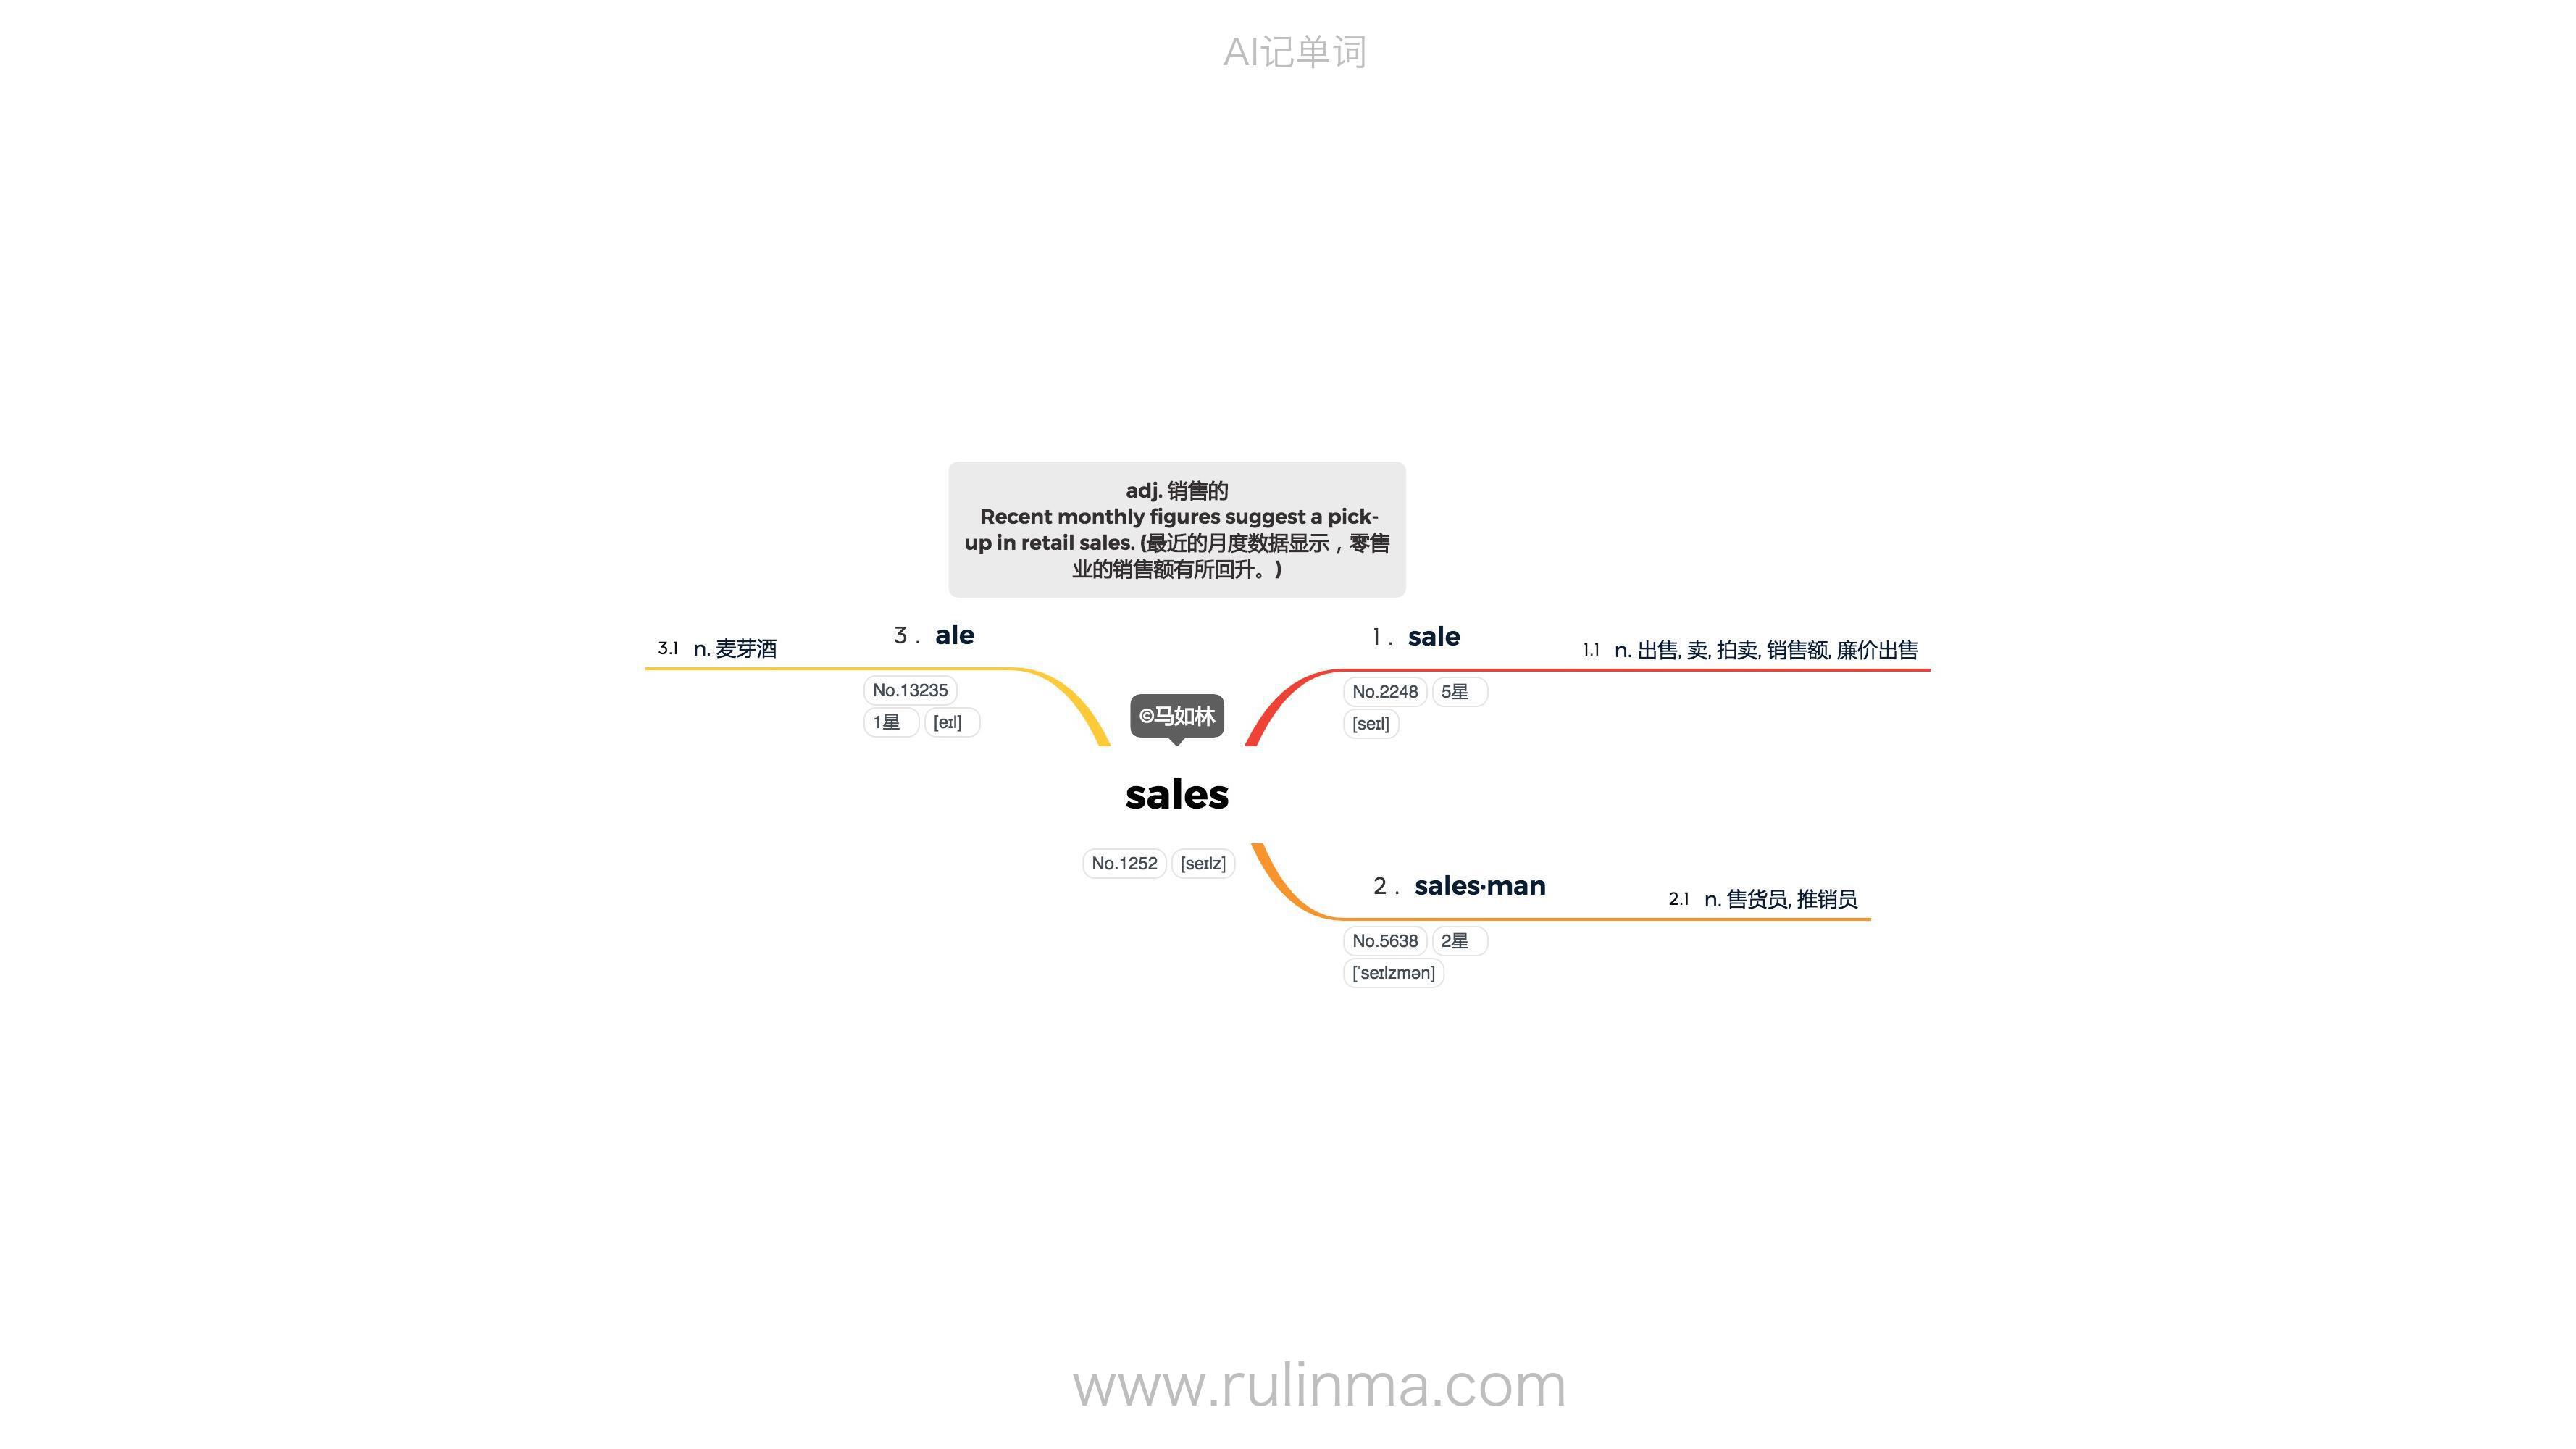 AI记单词
adj. 销售的
Recent monthly figures suggest a pick-
up in retail sales. (最近的月度数据显示，零售
业的销售额有所回升。)
3 . ale
3.1 n. 麦芽酒
No.13235
1星 [eɪl]
1 . sale
1.1 n. 出售, 卖, 拍卖, 销售额, 廉价出售
No.2248 5星
[seɪl]
©马如林
sales
No.1252 [seɪlz]
2 . sales·man
2.1 n. 售货员, 推销员
No.5638 2星
[ˈseɪlzmən]
www.rulinma.com